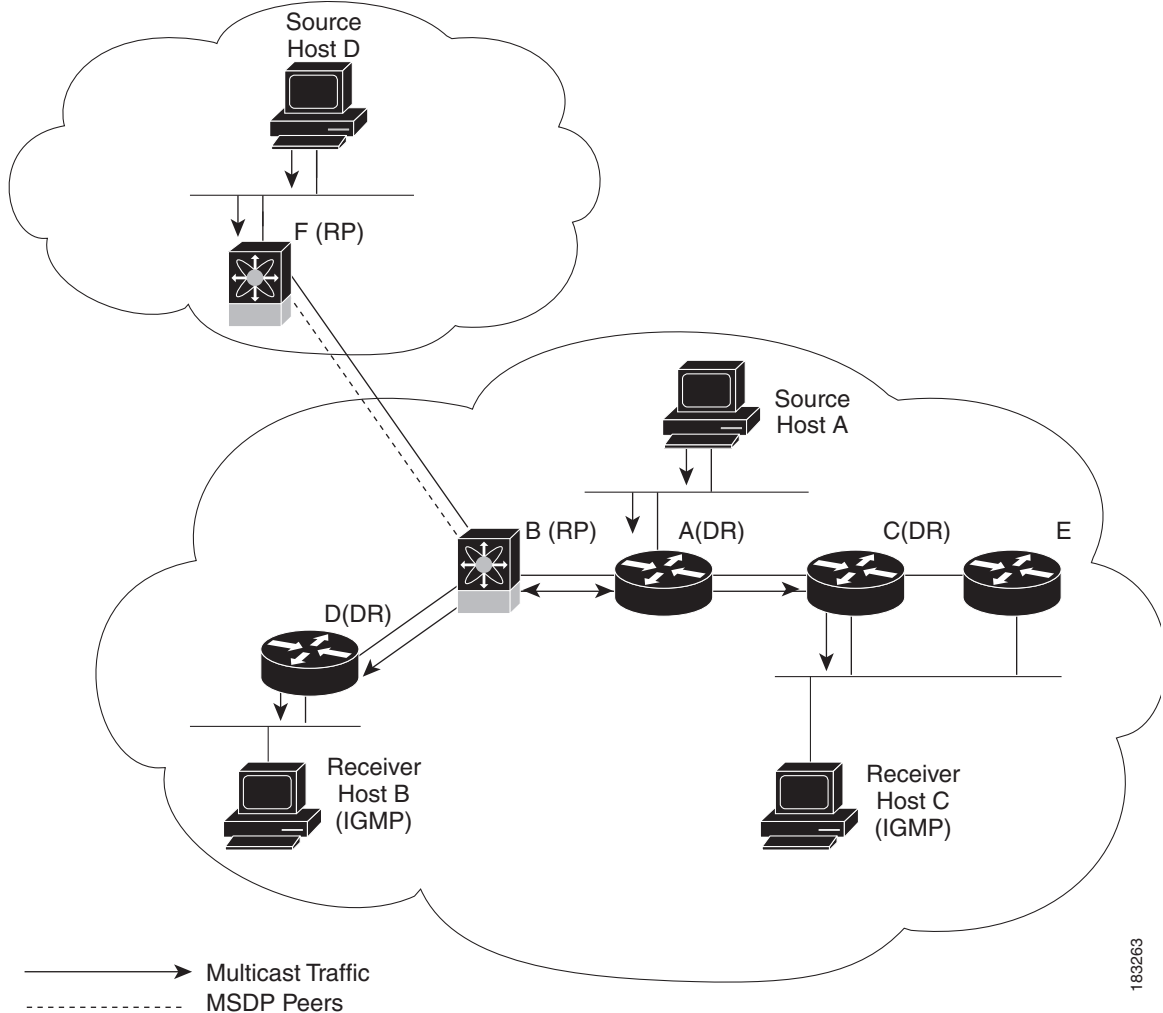 Source
Host D
F (RP)
Source
Host A
B (RP)
A(DR)
C(DR)
E
D(DR)
Receiver
Host B
(IGMP)
Receiver
Host C
(IGMP)
Multicast Traffic
MSDP Peers
183263